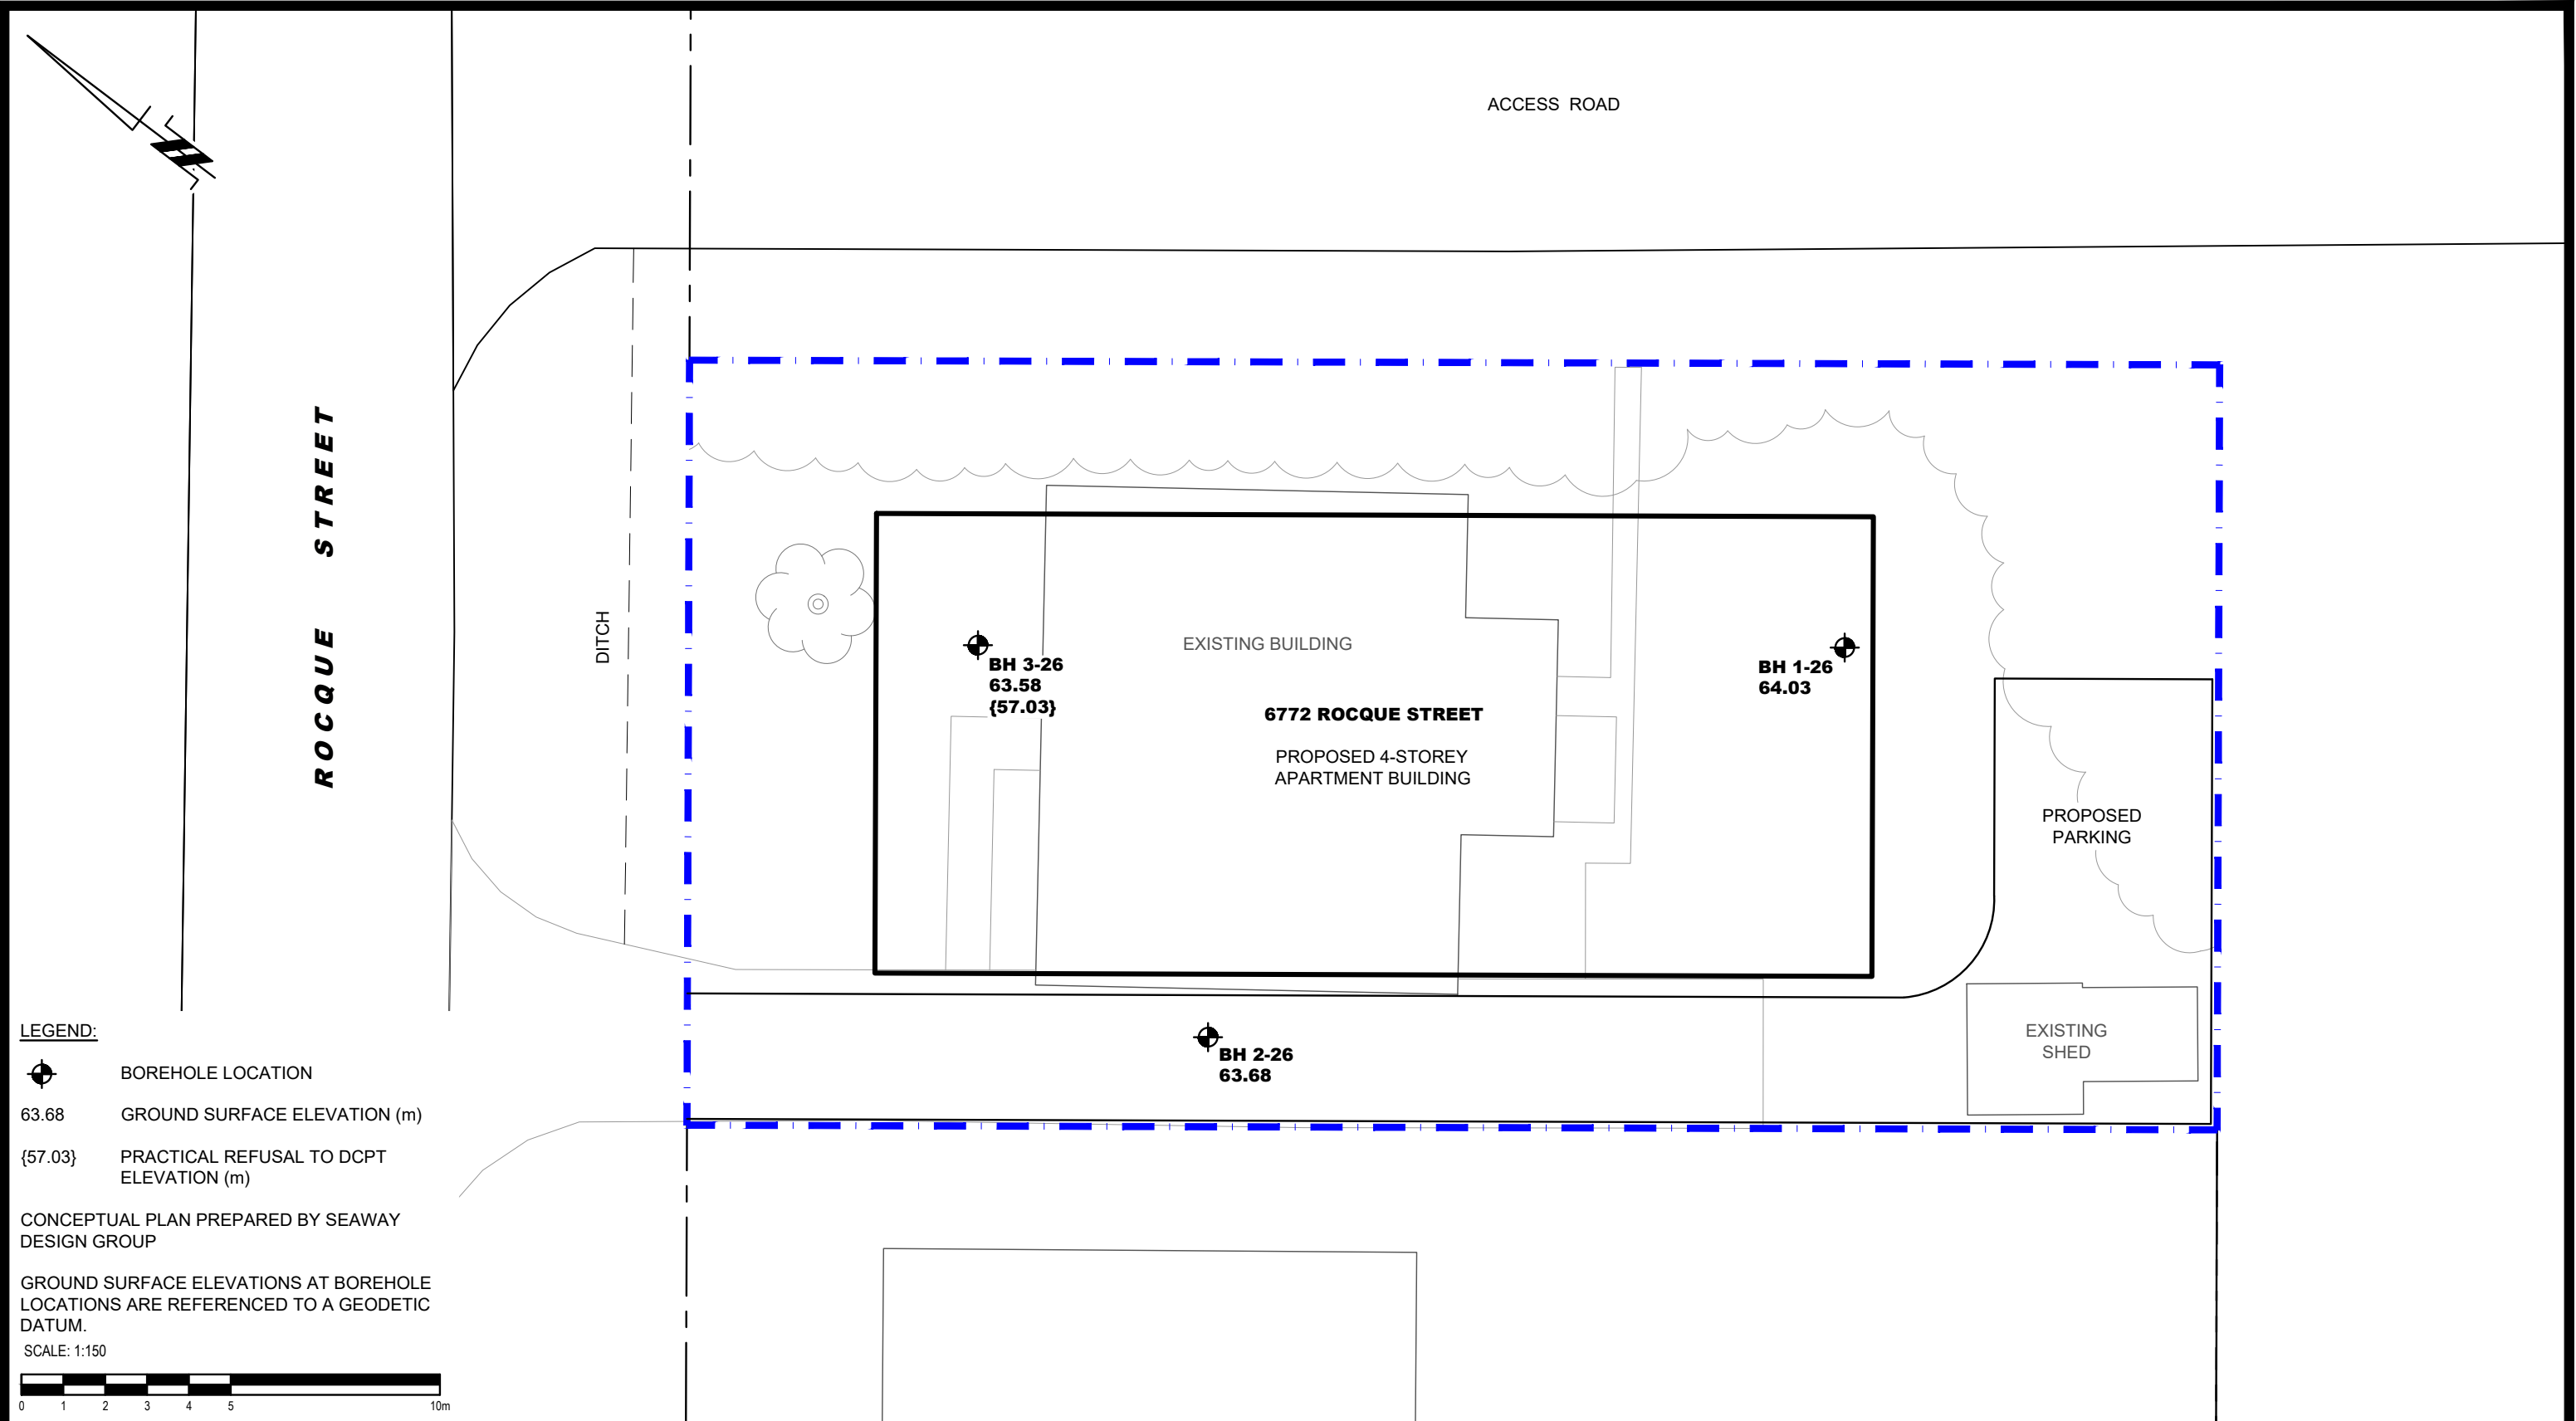 ACCESS ROAD
ROCQUE STREET
DITCH
EXISTING BUILDING
BH 3-26
63.58
{57.03}
BH 1-26
64.03
6772 ROCQUE STREET
PROPOSED 4-STOREY
APARTMENT BUILDING
PROPOSED
PARKING
EXISTING
SHED
BH 2-26
63.68
LEGEND:
BOREHOLE LOCATION
63.68 GROUND SURFACE ELEVATION (m)
{57.03} PRACTICAL REFUSAL TO DCPT
ELEVATION (m)
CONCEPTUAL PLAN PREPARED BY SEAWAY
DESIGN GROUP
GROUND SURFACE ELEVATIONS AT BOREHOLE
LOCATIONS ARE REFERENCED TO A GEODETIC
DATUM.
SCALE: 1:150
0 1 2 3 4 5 10m